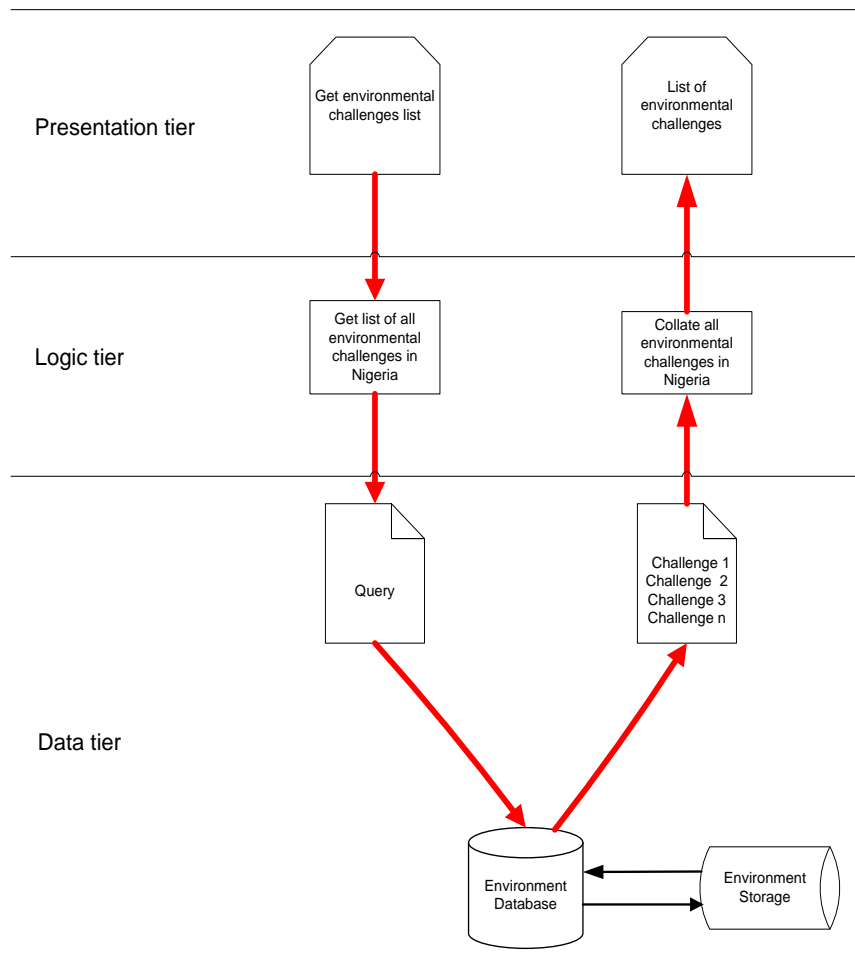 Presentation tier
Get environmental
challenges list
List of
environmental
challenges
Logic tier
Get list of all
environmental
challenges in
Nigeria
Collate all
environmental
challenges in
Nigeria
Data tier
Query
Challenge 1
Challenge 2
Challenge 3
Challenge n
Environment
Database
Environment
Storage